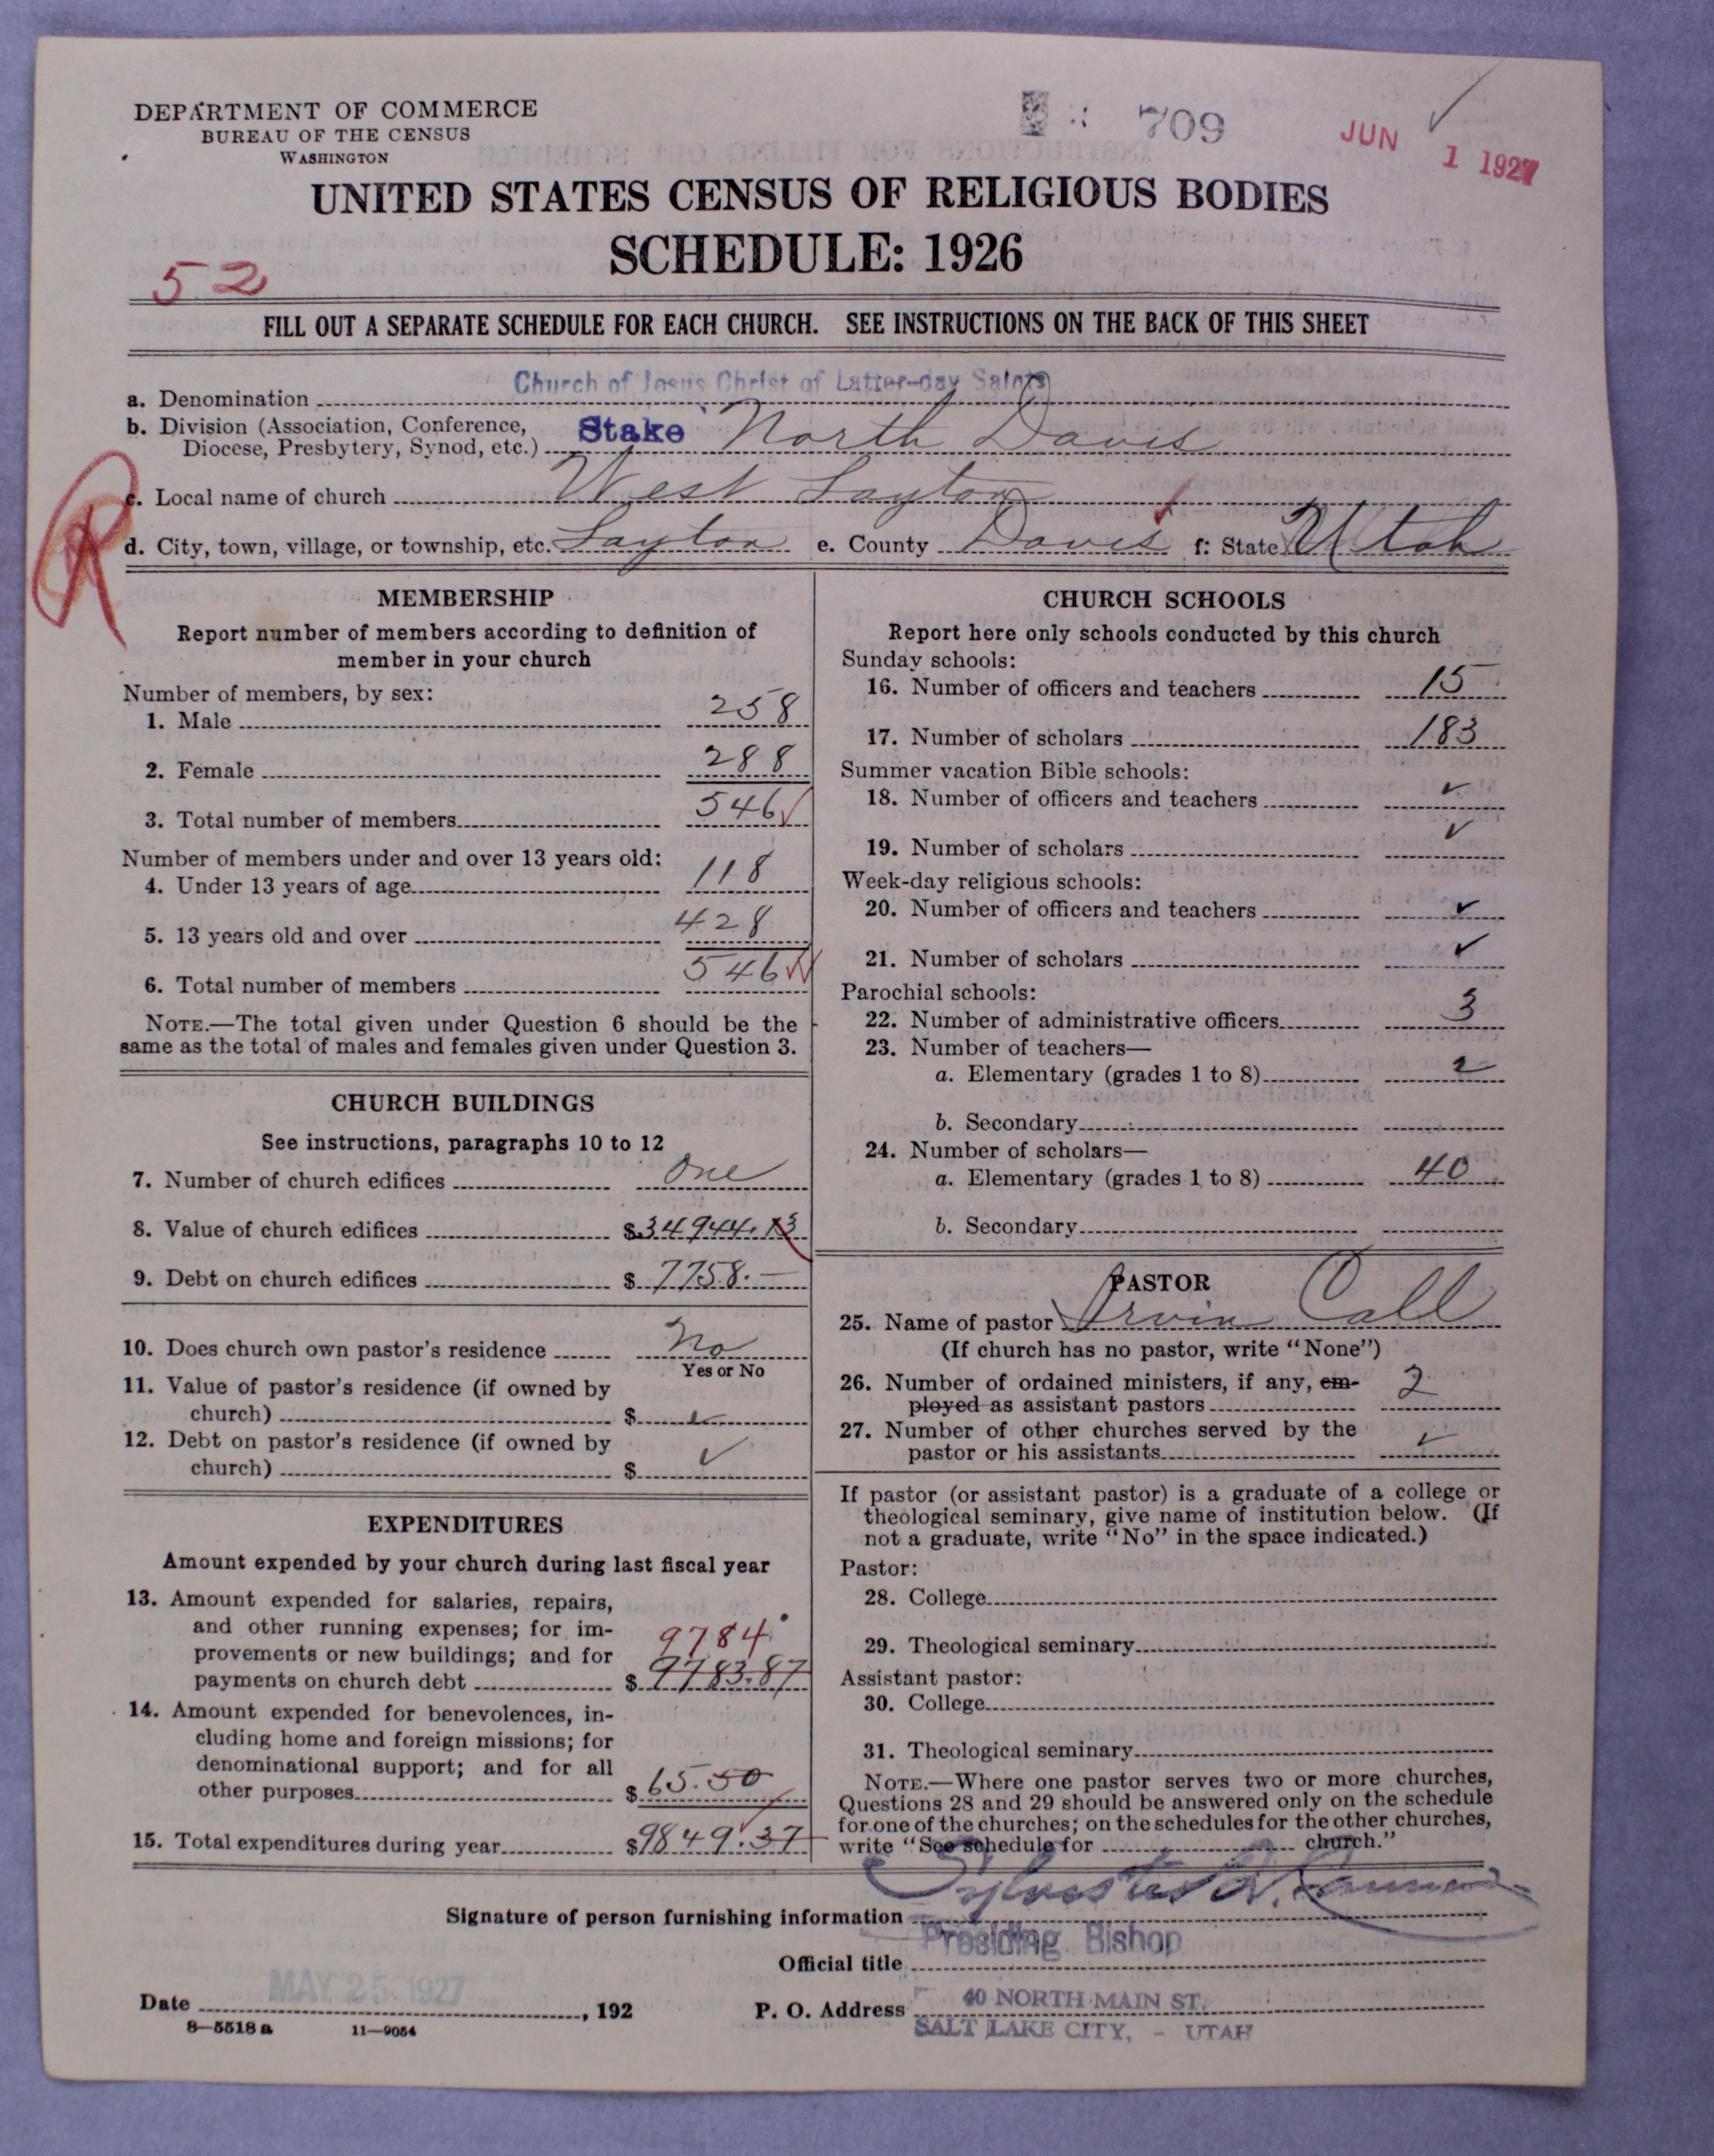 DEPARTMENT OF COMMERCE
BUREAU OF THE CENSUS
WASHINGTON
709
JUN 1 1927
UNITED STATES CENSUS OF RELIGIOUS BODIES
SCHEDULE: 1926
52
FILL OUT A SEPARATE SCHEDULE FOR EACH CHURCH. SEE INSTRUCTIONS ON THE BACK OF THIS SHEET
a. Denomination Church of Jesus Christ of Latter-day Saints
b. Division (Association, Conference,
Diocese, Presbytery, Synod, etc.) Stake North Davis
c. Local name of church West Layton
d. City, town, village, or township, etc. Layton e. County Davis f. State Utah
R
MEMBERSHIP
Report number of members according to definition of
member in your church
Number of members, by sex:
1. Male 258
2. Female 288
3. Total number of members 546
Number of members under and over 13 years old:
4. Under 13 years of age 118
5. 13 years old and over 428
6. Total number of members 546
NOTE.—The total given under Question 6 should be the
same as the total of males and females given under Question 3.
CHURCH BUILDINGS
See instructions, paragraphs 10 to 12
7. Number of church edifices One
8. Value of church edifices $34944.13
9. Debt on church edifices $7758.—
10. Does church own pastor's residence No
Yes or No
11. Value of pastor's residence (if owned by
church) $
12. Debt on pastor's residence (if owned by
church) $ ✓
EXPENDITURES
Amount expended by your church during last fiscal year
13. Amount expended for salaries, repairs,
and other running expenses; for im-
provements or new buildings; and for
9784
payments on church debt $9783.87
14. Amount expended for benevolences, in-
cluding home and foreign missions; for
denominational support; and for all
other purposes $65.50
15. Total expenditures during year $9849.37
CHURCH SCHOOLS
Report here only schools conducted by this church
Sunday schools:
16. Number of officers and teachers 15
17. Number of scholars 183
Summer vacation Bible schools:
18. Number of officers and teachers ✓
19. Number of scholars ✓
Week-day religious schools:
20. Number of officers and teachers ✓
21. Number of scholars ✓
Parochial schools:
22. Number of administrative officers 3
23. Number of teachers—
a. Elementary (grades 1 to 8) 2
b. Secondary
24. Number of scholars—
a. Elementary (grades 1 to 8) 40
b. Secondary
PASTOR
25. Name of pastor Irvin Call
(If church has no pastor, write "None")
26. Number of ordained ministers, if any, em-
ployed as assistant pastors 2
27. Number of other churches served by the
pastor or his assistants ✓
If pastor (or assistant pastor) is a graduate of a college or
theological seminary, give name of institution below. (If
not a graduate, write "No" in the space indicated.)
Pastor:
28. College
29. Theological seminary
Assistant pastor:
30. College
31. Theological seminary
NOTE.—Where one pastor serves two or more churches,
Questions 28 and 29 should be answered only on the schedule
for one of the churches; on the schedules for the other churches,
write "See schedule for church."
Signature of person furnishing information Sylvester Q. Cannon
Official title Presiding Bishop
Date MAY 25 1927, 192
P. O. Address 40 NORTH MAIN ST.
SALT LAKE CITY, - UTAH
8—5518a 11—9054